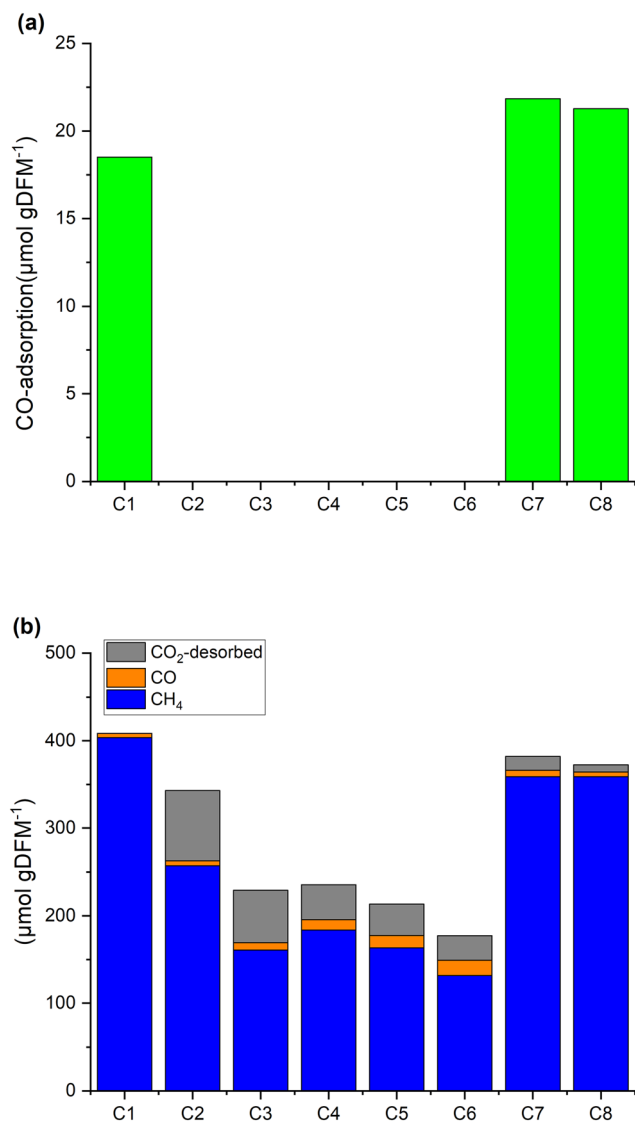 (a)
CO-adsorption(μmol gDFM⁻¹)
25
20
15
10
5
0
C1 C2 C3 C4 C5 C6 C7 C8
(b)
(μmol gDFM⁻¹)
CO₂-desorbed
CO
CH₄
500
400
300
200
100
0
C1 C2 C3 C4 C5 C6 C7 C8